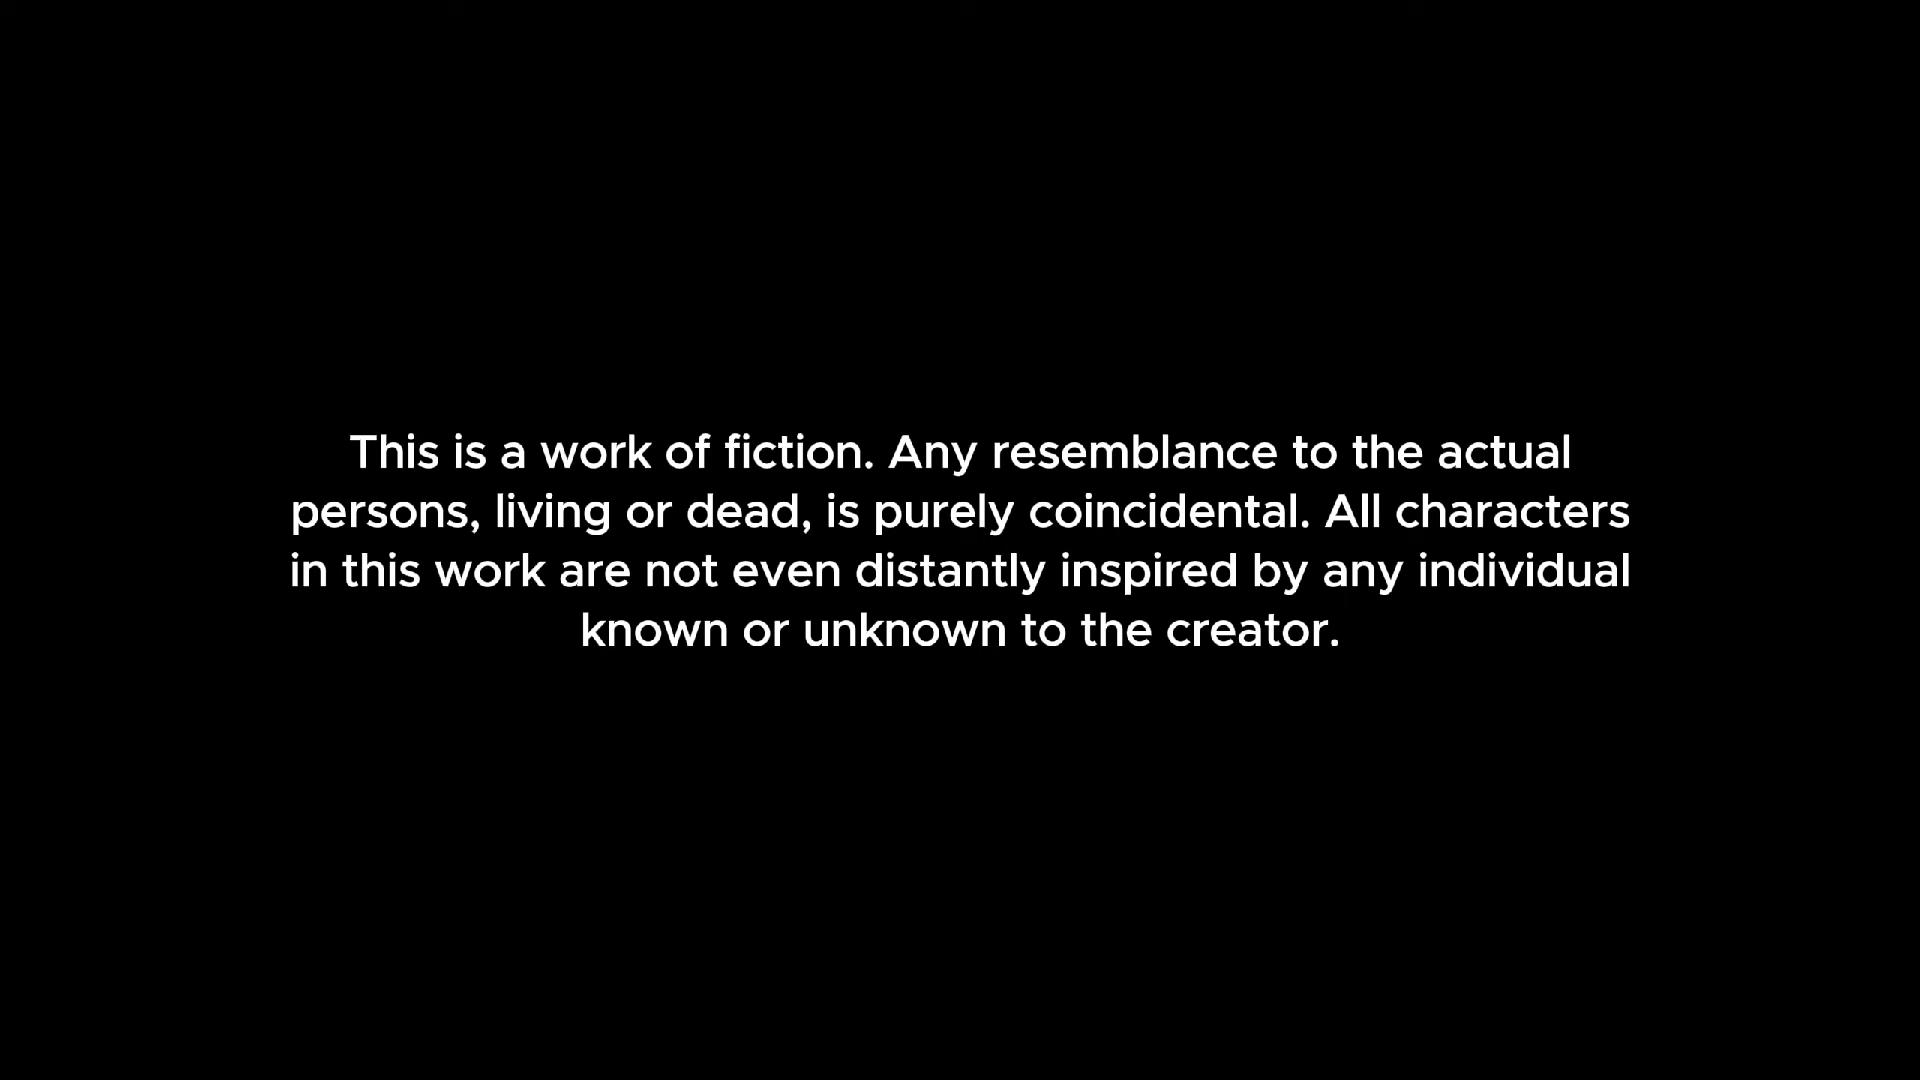 This is a work of fiction. Any resemblance to the actual
persons, living or dead, is purely coincidental. All characters
in this work are not even distantly inspired by any individual
known or unknown to the creator.